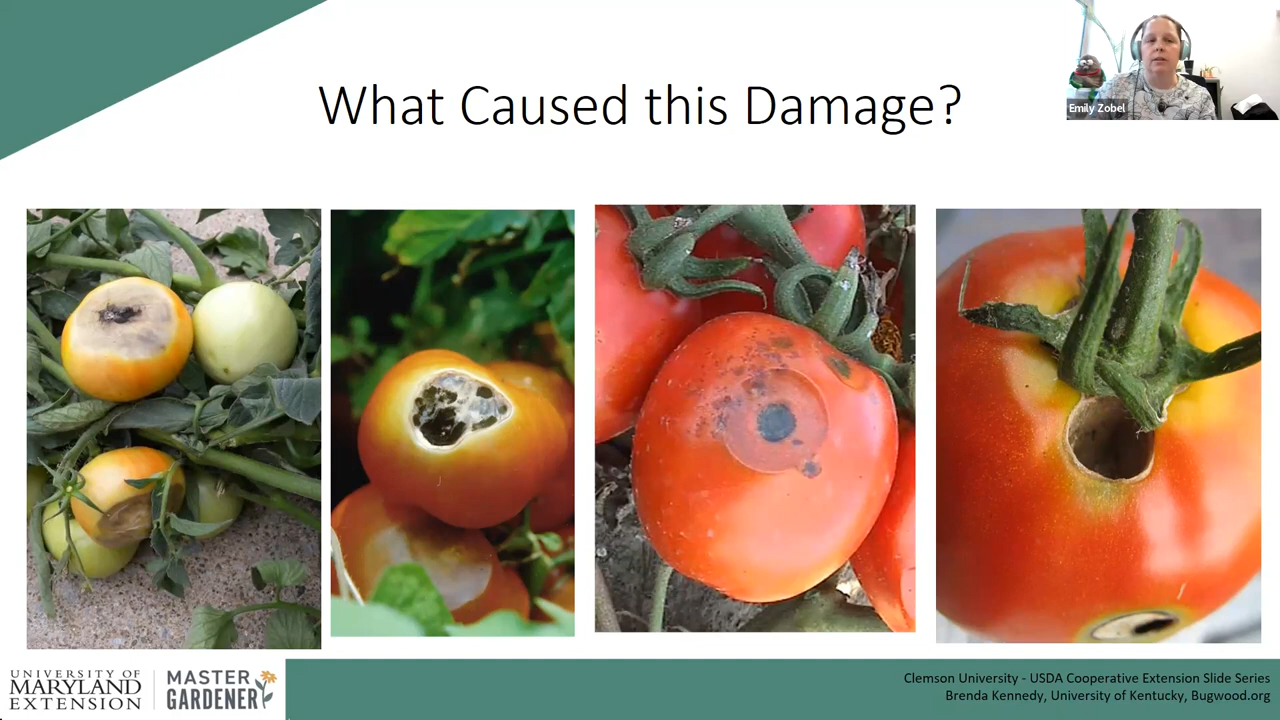 What Caused this Damage?
Emily Zobel
UNIVERSITY OF
MARYLAND
EXTENSION
MASTER
GARDENER
Clemson University - USDA Cooperative Extension Slide Series
Brenda Kennedy, University of Kentucky, Bugwood.org